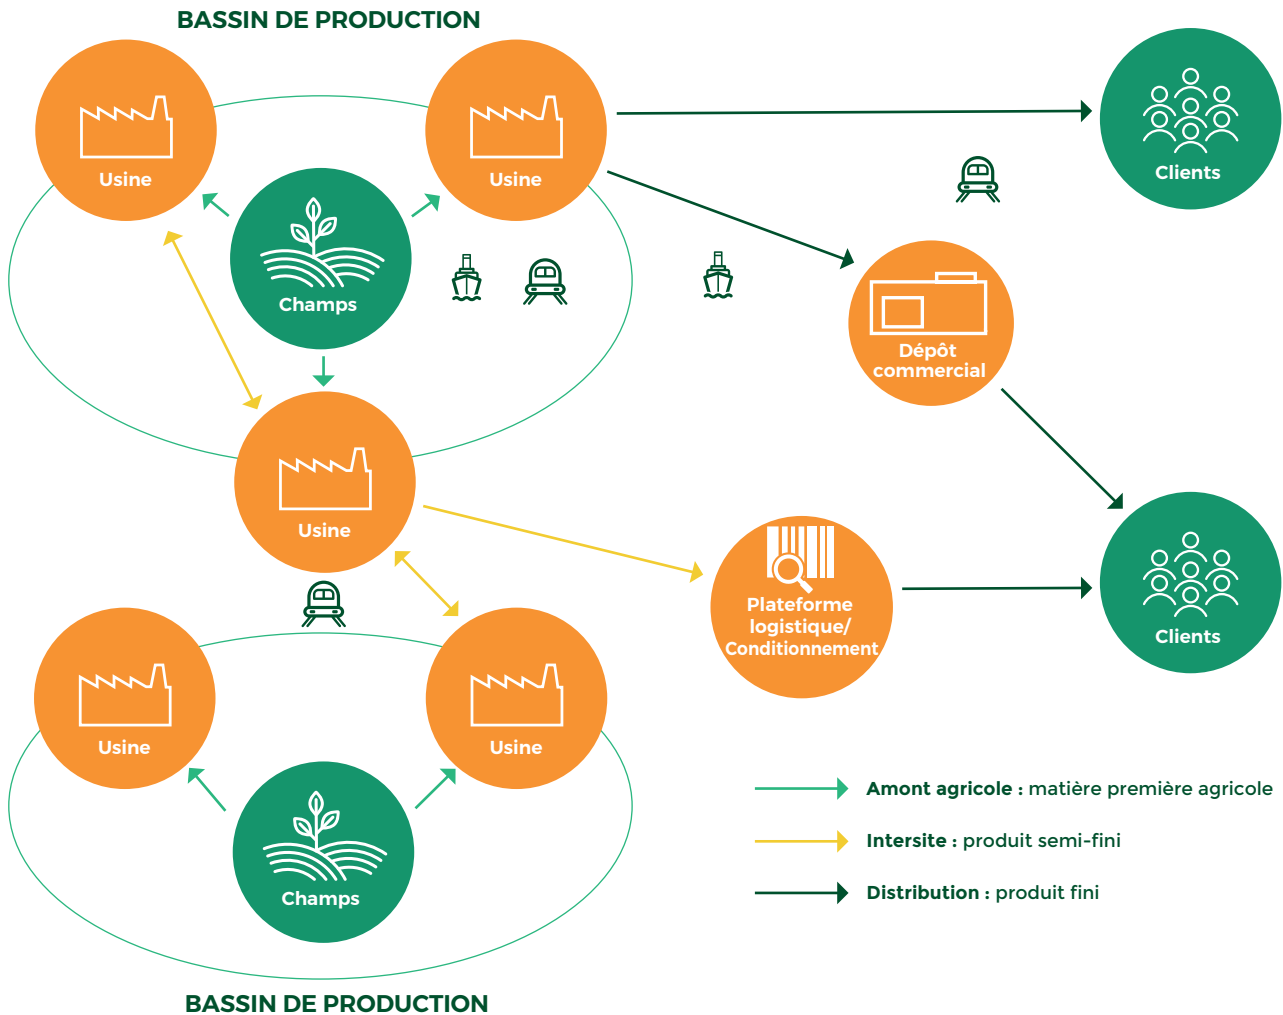 BASSIN DE PRODUCTION
Usine
Usine
Clients
Champs
Dépôt
commercial
Usine
Plateforme
logistique/
Conditionnement
Clients
Usine
Usine
Champs
Amont agricole : matière première agricole
Intersite : produit semi-fini
Distribution : produit fini
BASSIN DE PRODUCTION